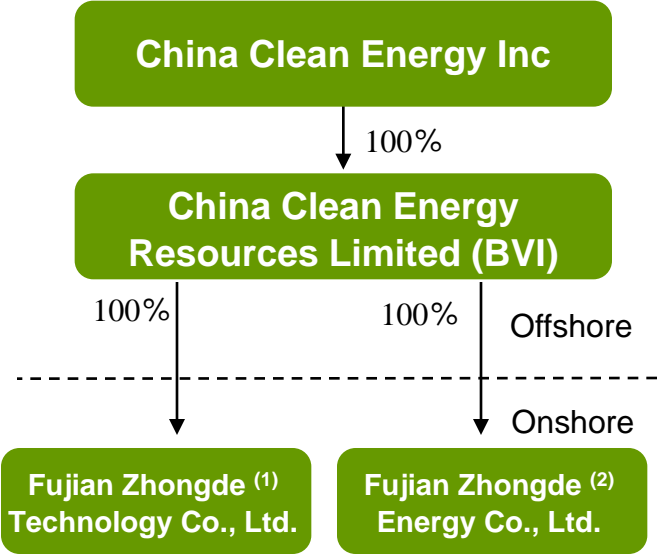 China Clean Energy Inc
100%
China Clean Energy
Resources Limited (BVI)
100%
100%
Offshore
Onshore
Fujian Zhongde (1)
Technology Co., Ltd.
Fujian Zhongde (2)
Energy Co., Ltd.